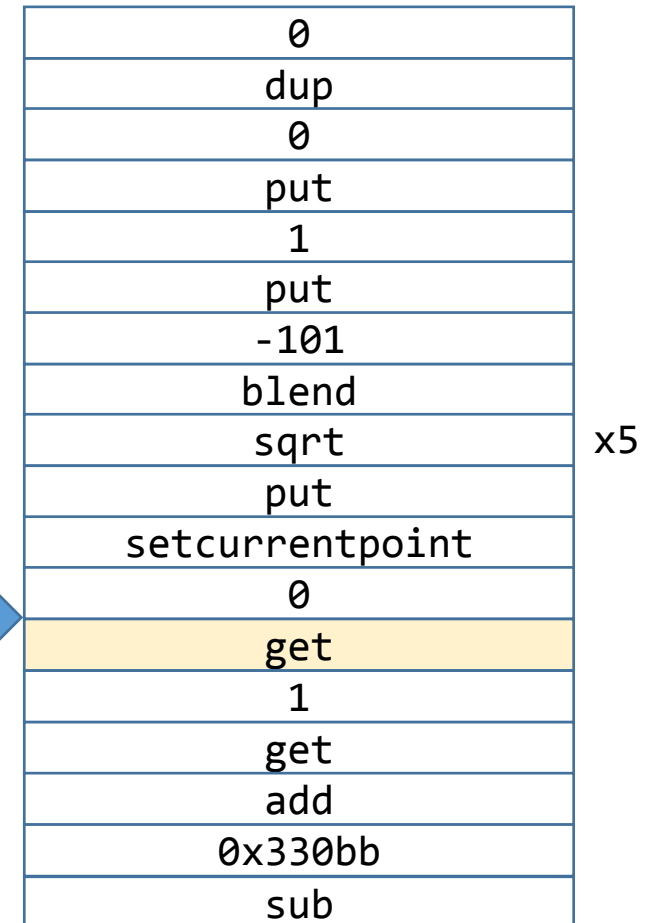 0
dup
0
put
1
put
-101
blend
sqrt x5
put
setcurrentpoint
0
get
1
get
add
0x330bb
sub